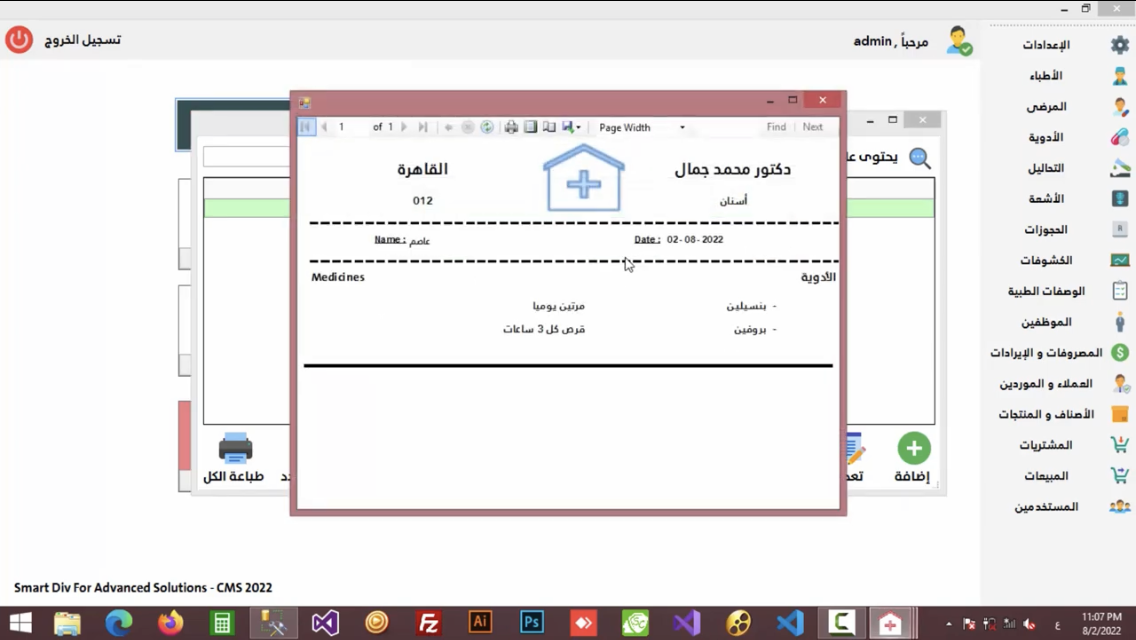 تسجيل الخروج
مرحباً , admin
الإعدادات
الأطباء
المرضى
الأدوية
التحاليل
الأشعة
الحجوزات
الكشوفات
الوصفات الطبية
الموظفين
المصروفات و الإيرادات
العملاء و الموردين
الأصناف و المنتجات
المشتريات
المبيعات
المستخدمين
1 of 1 Page Width Find Next
يحتوى
دكتور محمد جمال
القاهرة
أسنان
012
Name : عاصم
Date : 02-08-2022
Medicines
الأدوية
- بنسيلين مرتين يوميا
- بروفين قرص كل 3 ساعات
إضافة
طباعة الكل
Smart Div For Advanced Solutions - CMS 2022
Ai
Ps
Fz
ع
11:07 PM
8/2/2022